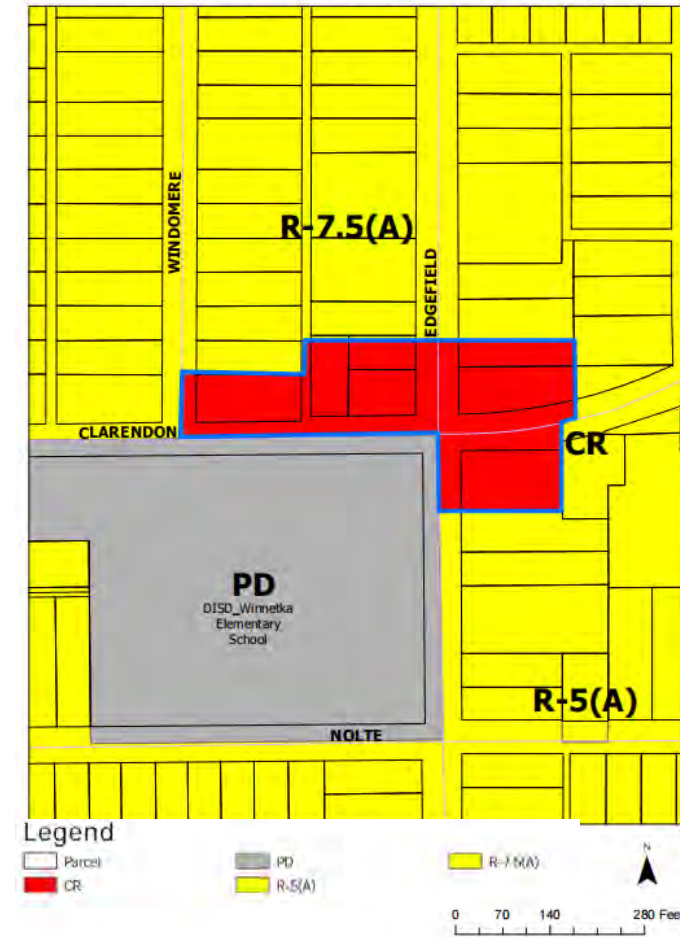 WINDOMERE
R-7.5(A)
EDGEFIELD
CLARENDON
CR
PD
DISD_Winnetka
Elementary
School
R-5(A)
NOLTE
Legend
Parcel
PD
R-7.5(A)
CR
R-5(A)
N
0 70 140 280 Fee